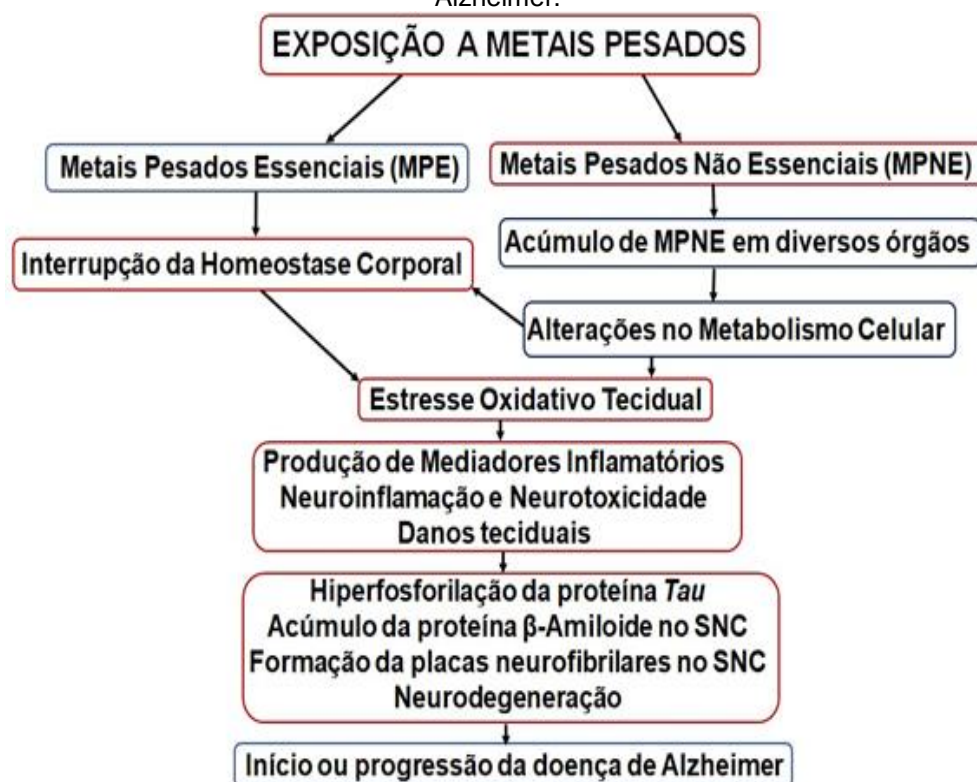 Alzheimer.
EXPOSIÇÃO A METAIS PESADOS
Metais Pesados Essenciais (MPE)
Metais Pesados Não Essenciais (MPNE)
Acúmulo de MPNE em diversos órgãos
Interrupção da Homeostase Corporal
Alterações no Metabolismo Celular
Estresse Oxidativo Tecidual
Produção de Mediadores Inflamatórios
Neuroinflamação e Neurotoxicidade
Danos teciduais
Hiperfosforilação da proteína Tau
Acúmulo da proteína β-Amiloide no SNC
Formação da placas neurofibrilares no SNC
Neurodegeneração
Início ou progressão da doença de Alzheimer